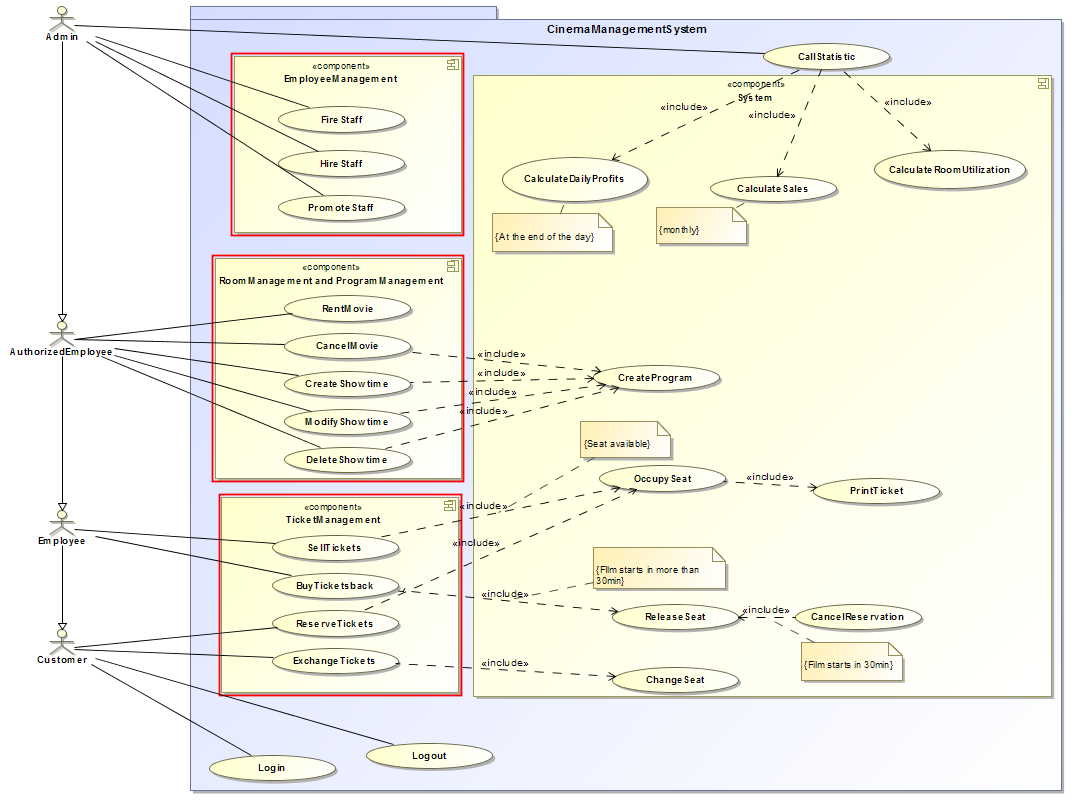 CinemaManagementSystem
Admin
CallStatistic
«component»
EmployeeManagement
Fire Staff
Hire Staff
Promote Staff
«component»
System
«include»
«include»
«include»
CalculateDailyProfits
Calculate Sales
Calculate Room Utilization
{At the end of the day}
{monthly}
«component»
RoomManagement and ProgramManagement
RentMovie
CancelMovie
Create Showtime
Modify Showtime
Delete Showtime
AuthorizedEmployee
«include»
«include»
«include»
«include»
Create Program
{Seat available}
Occupy Seat
«include»
PrintTicket
«component»
TicketManagement
SellTickets
BuyTicketsback
ReserveTickets
ExchangeTickets
Employee
«include»
«include»
{FIlm starts in more than
30min}
«include»
Release Seat
«include»
CancelReservation
{Film starts in 30min}
Customer
«include»
Change Seat
Logout
Login